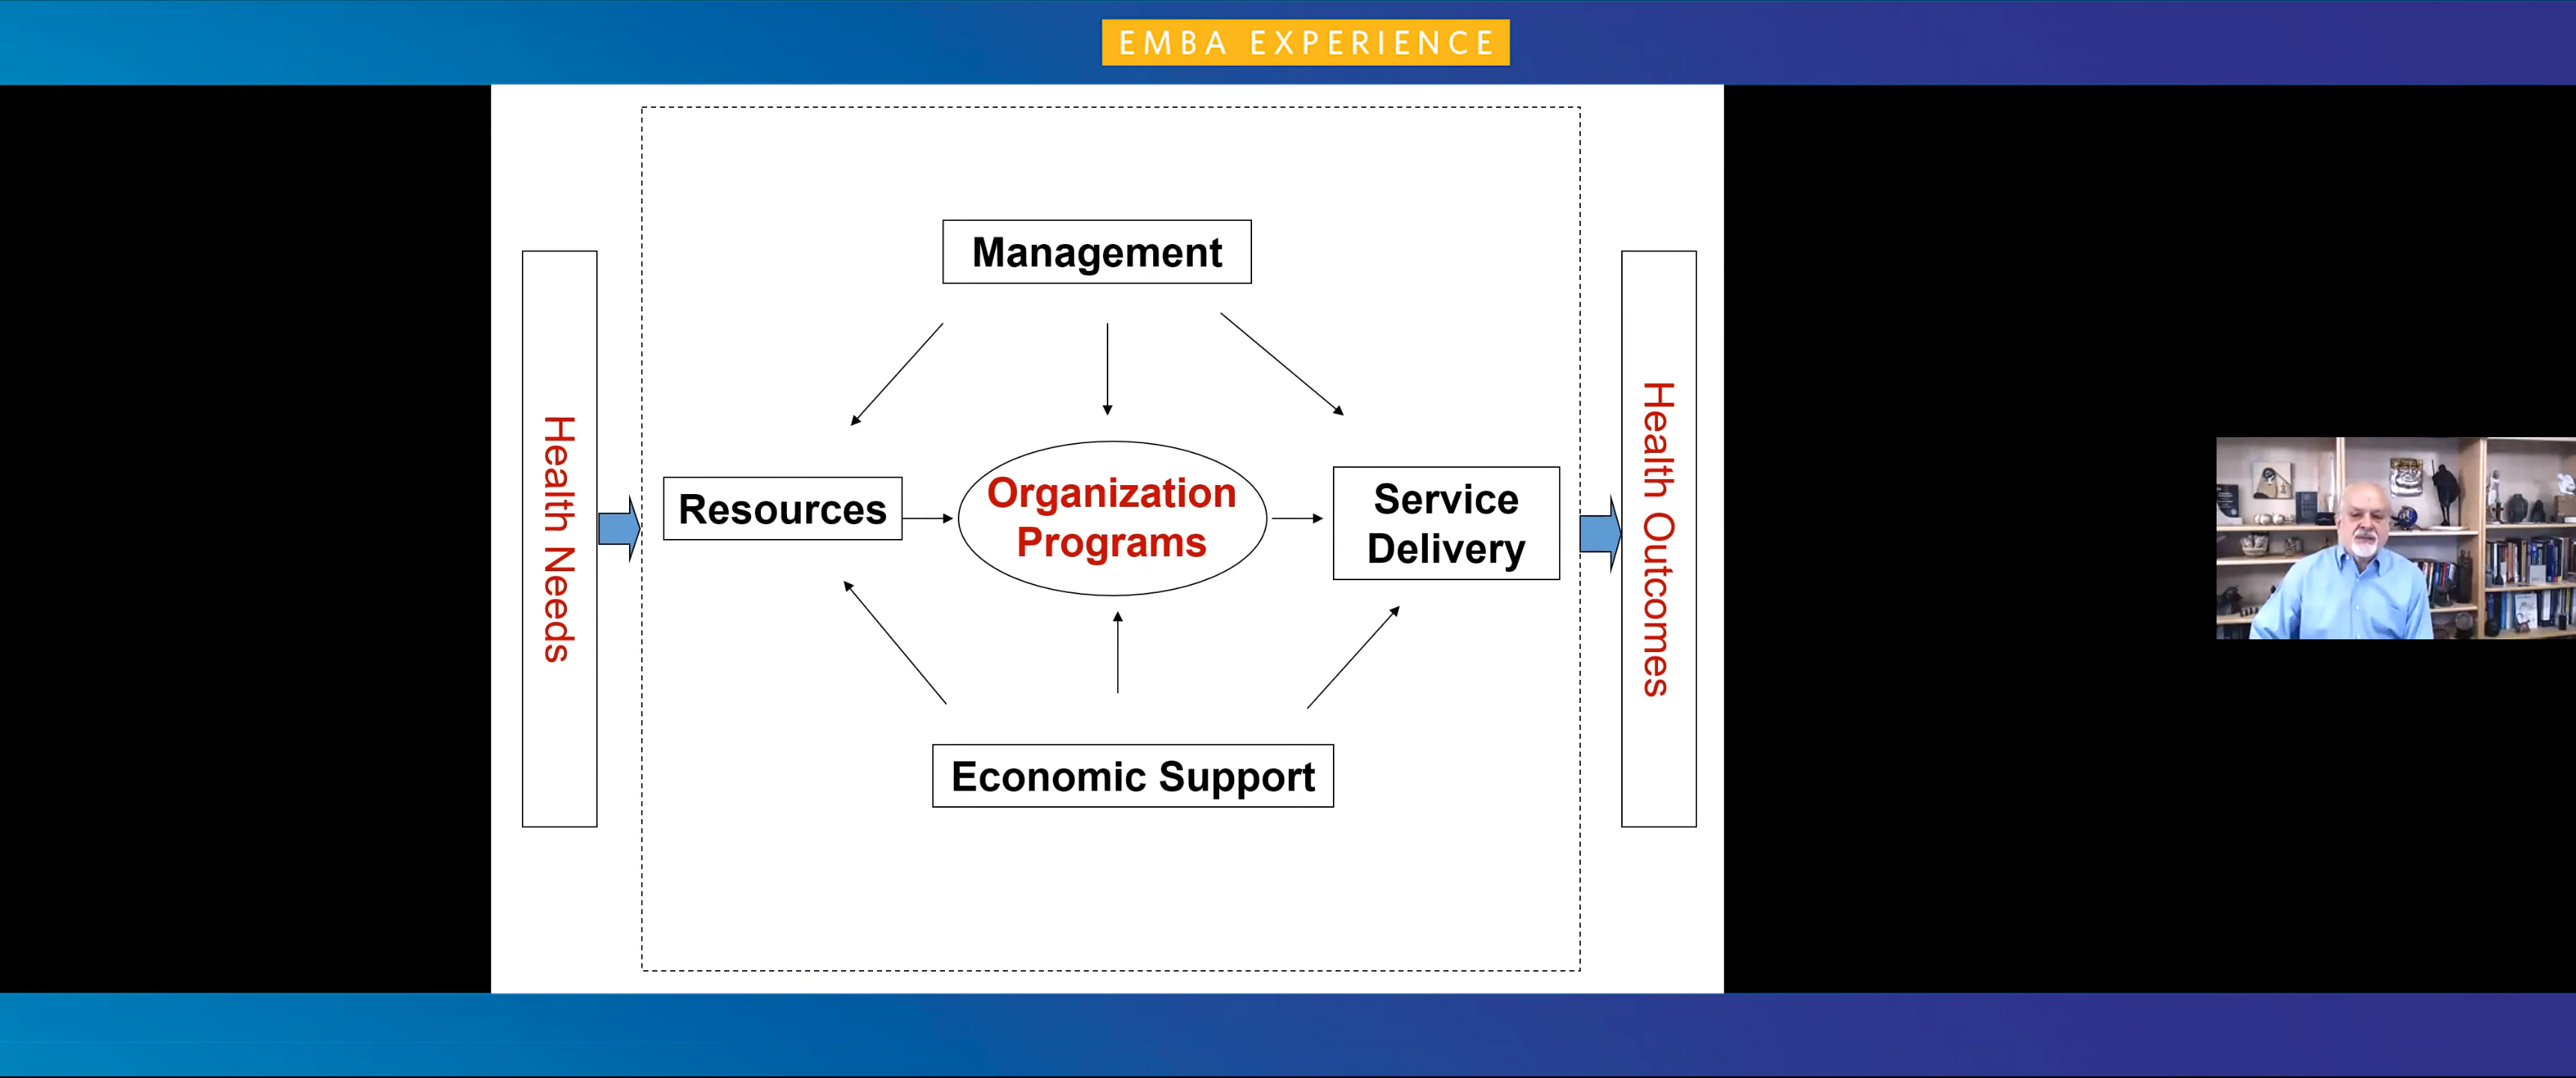 EMBA EXPERIENCE
Management
Health Needs
Resources
Organization
Programs
Service
Delivery
Health Outcomes
Economic Support